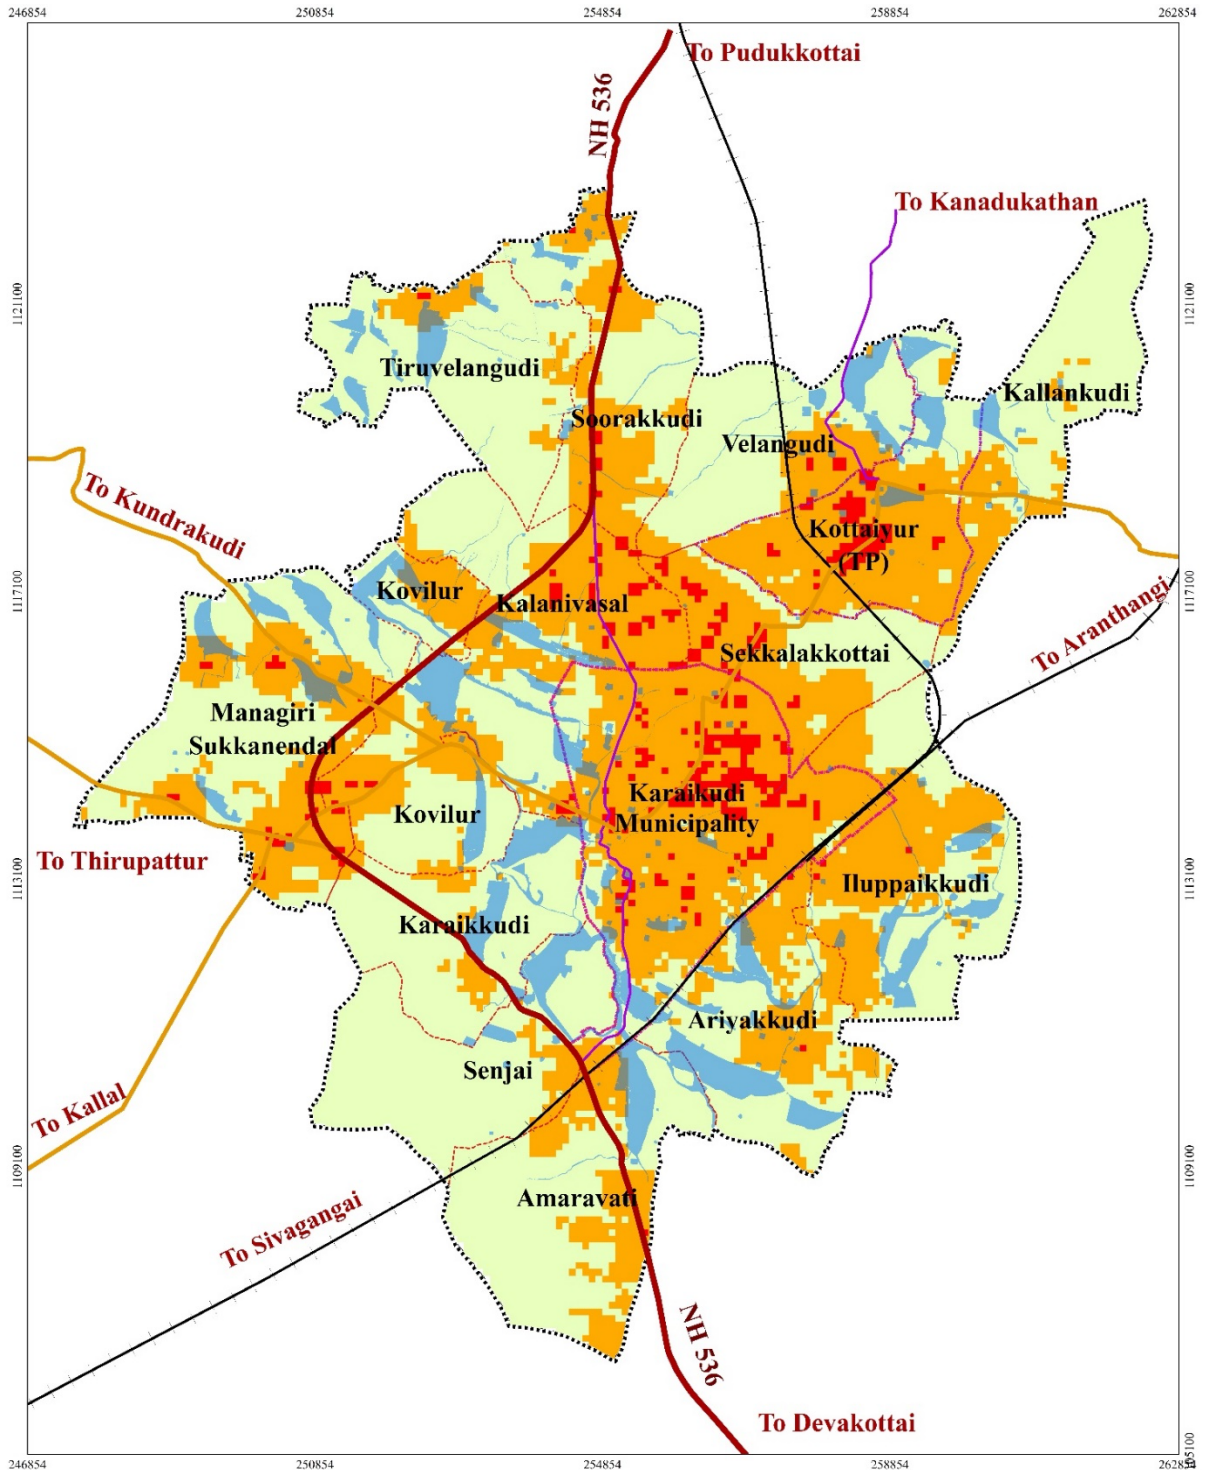 246854
250854
254854
258854
262854
To Pudukkottai
NH 536
To Kanadukathan
1121100
1121100
Tiruvelangudi
Kallankudi
Soorakkudi
Velangudi
To Kundrakudi
Kottaiyur
(TP)
1117100
1117100
Kovilur
Kalanivasal
To Aranthangi
Sekkalakkottai
Managiri
Sukkanendal
Karaikudi
Municipality
Kovilur
To Thirupattur
1113100
1113100
Iluppaikkudi
Karaikkudi
Ariyakkudi
Senjai
To Kallal
1109100
1109100
Amaravati
To Sivagangai
NH 536
To Devakottai
246854
250854
254854
258854
262854